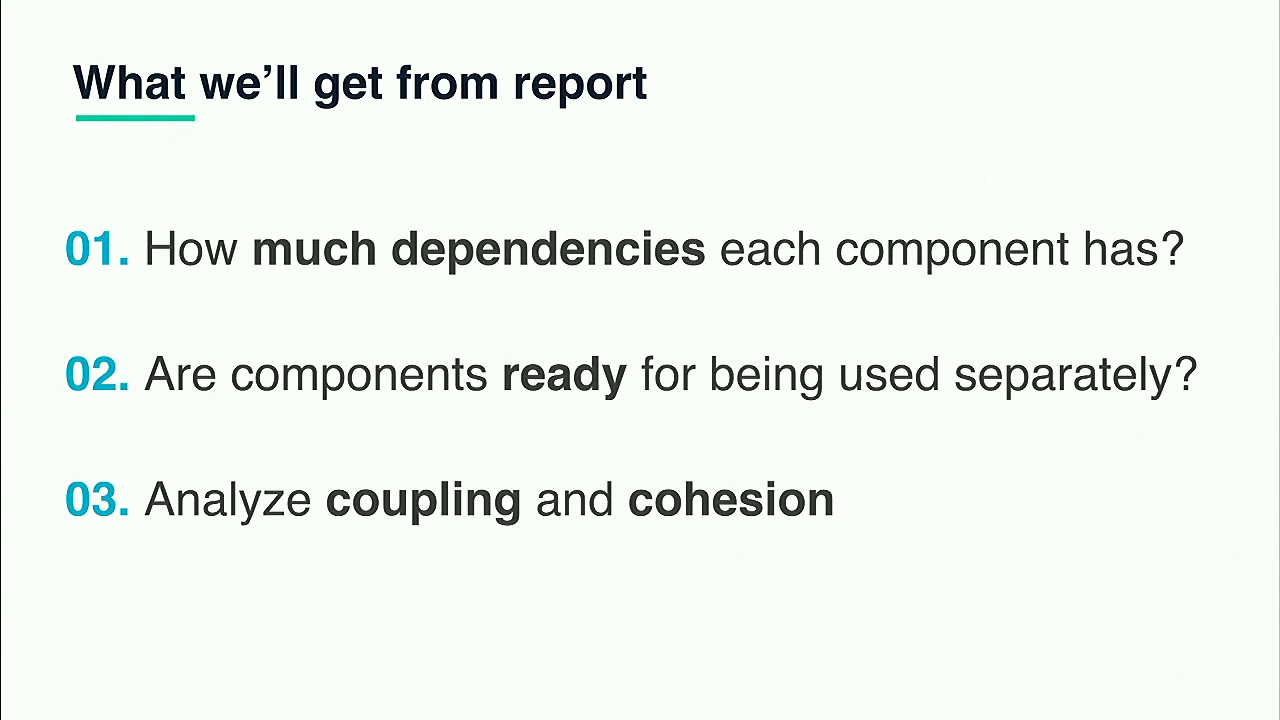 What we’ll get from report
01. How much dependencies each component has?
02. Are components ready for being used separately?
03. Analyze coupling and cohesion